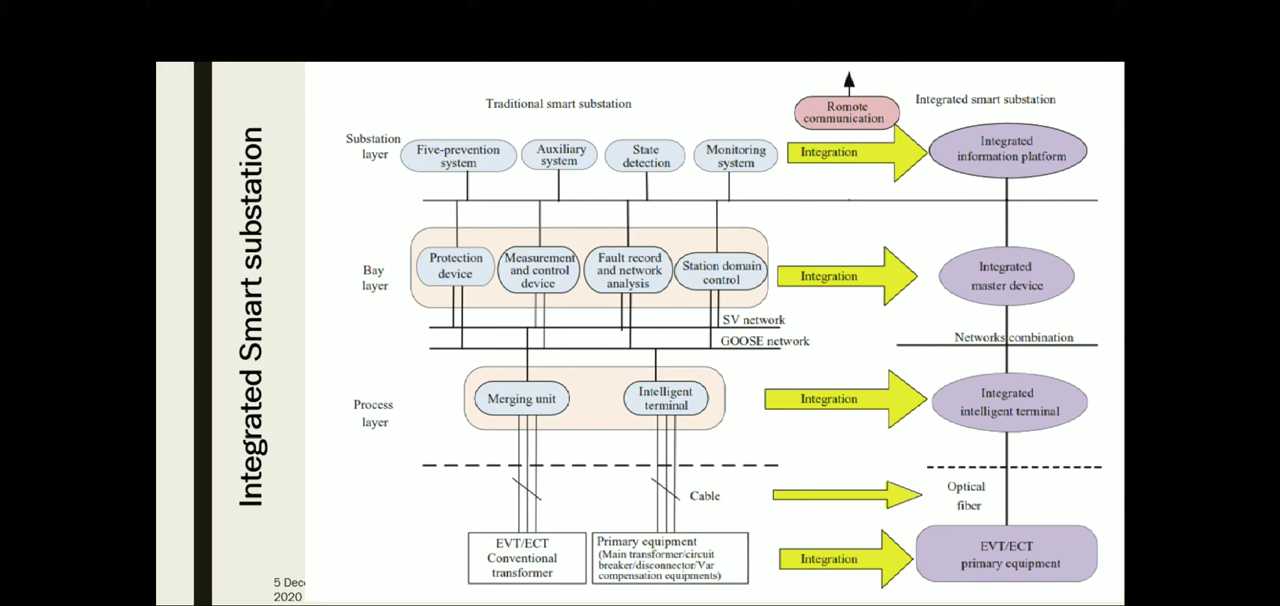 Integrated Smart substation
Traditional smart substation
Romote
communication
Integrated smart substation
Substation
layer
Five-prevention
system
Auxiliary
system
State
detection
Monitoring
system
Integration
Integrated
information platform
Bay
layer
Protection
device
Measurement
and control
device
Fault record
and network
analysis
Station domain
control
Integration
Integrated
master device
SV network
GOOSE network
Networks combination
Process
layer
Merging unit
Intelligent
terminal
Integration
Integrated
intelligent terminal
Cable
Optical
fiber
EVT/ECT
Conventional
transformer
Primary equipment
(Main transformer/circuit
breaker/disconnector/Var
compensation equipments)
Integration
EVT/ECT
primary equipment
5 Dec
2020